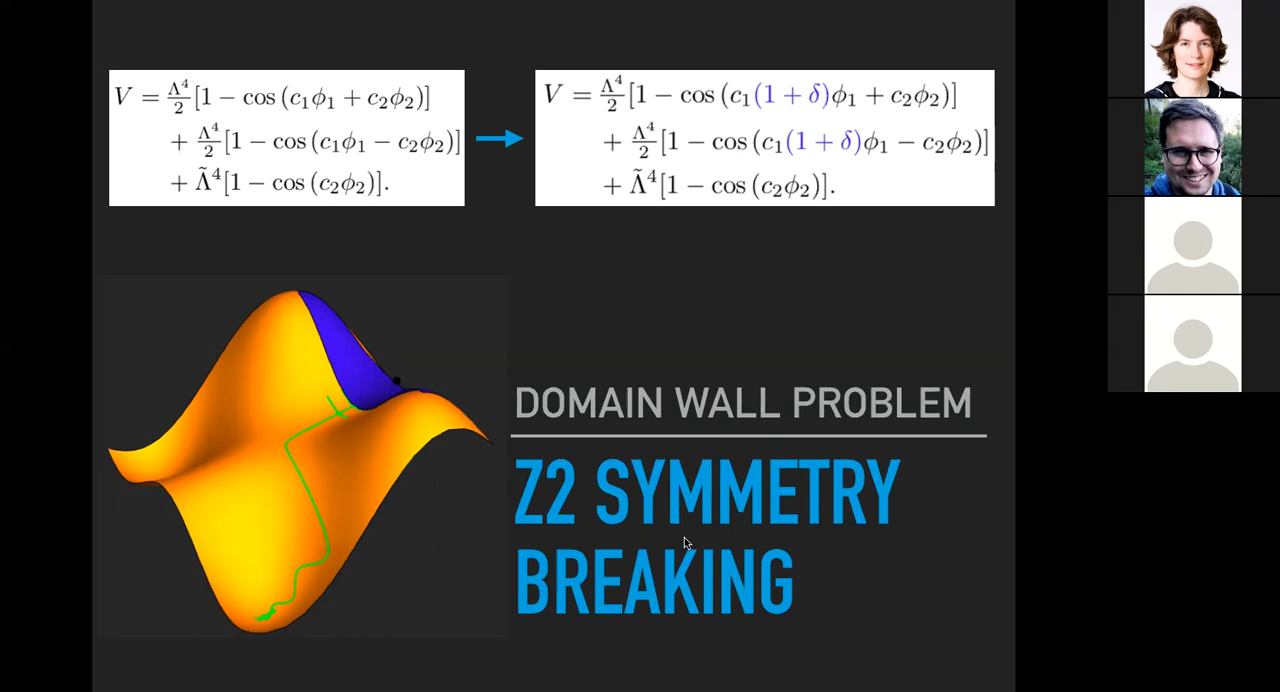 V = Λ⁴/2 [1 − cos (c₁ϕ₁ + c₂ϕ₂)]
+ Λ⁴/2 [1 − cos (c₁ϕ₁ − c₂ϕ₂)]
+ Λ̃⁴[1 − cos (c₂ϕ₂)].
V = Λ⁴/2 [1 − cos (c₁(1 + δ)ϕ₁ + c₂ϕ₂)]
+ Λ⁴/2 [1 − cos (c₁(1 + δ)ϕ₁ − c₂ϕ₂)]
+ Λ̃⁴[1 − cos (c₂ϕ₂)].
DOMAIN WALL PROBLEM
Z2 SYMMETRY
BREAKING